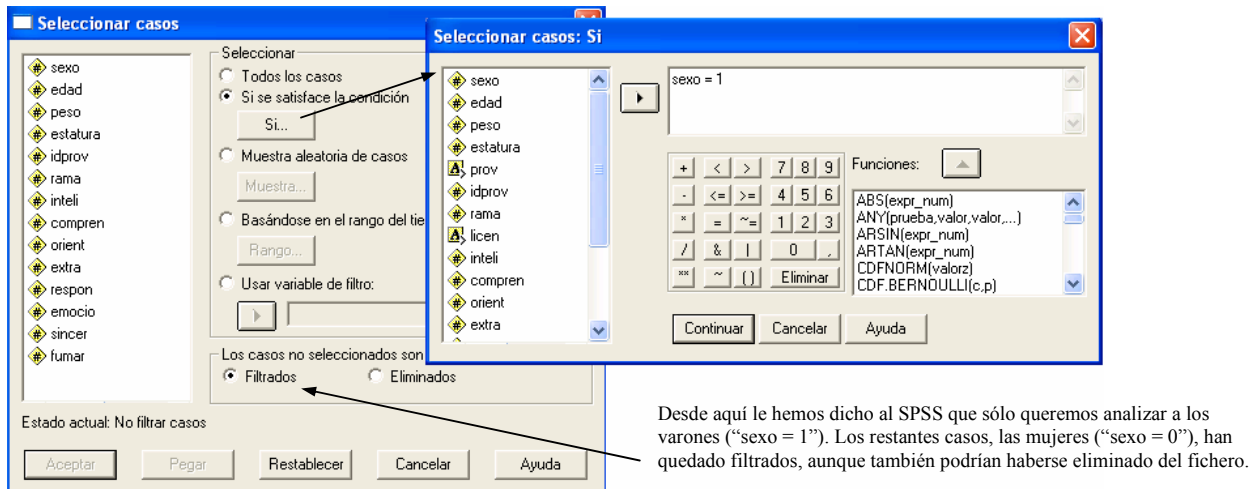 Seleccionar casos
sexo
edad
peso
estatura
idprov
rama
inteli
compren
orient
extra
respon
emocio
sincer
fumar
Seleccionar
Todos los casos
Si se satisface la condición
Si...
Muestra aleatoria de casos
Muestra...
Basándose en el rango del tie
Rango...
Usar variable de filtro:
Los casos no seleccionados son
Filtrados
Eliminados
Estado actual: No filtrar casos
Aceptar
Pegar
Restablecer
Cancelar
Ayuda
Seleccionar casos: Si
sexo
edad
peso
estatura
prov
idprov
rama
licen
inteli
compren
orient
extra
sexo = 1
+ < > 7 8 9
- <= >= 4 5 6
* = ~= 1 2 3
/ & | 0 ,
** ~ () Eliminar
Funciones:
ABS(expr_num)
ANY(prueba,valor,valor,...)
ARSIN(expr_num)
ARTAN(expr_num)
CDFNORM(valorz)
CDF.BERNOULLI(c,p)
Continuar
Cancelar
Ayuda
Desde aquí le hemos dicho al SPSS que sólo queremos analizar a los
varones (“sexo = 1”). Los restantes casos, las mujeres (“sexo = 0”), han
quedado filtrados, aunque también podrían haberse eliminado del fichero.